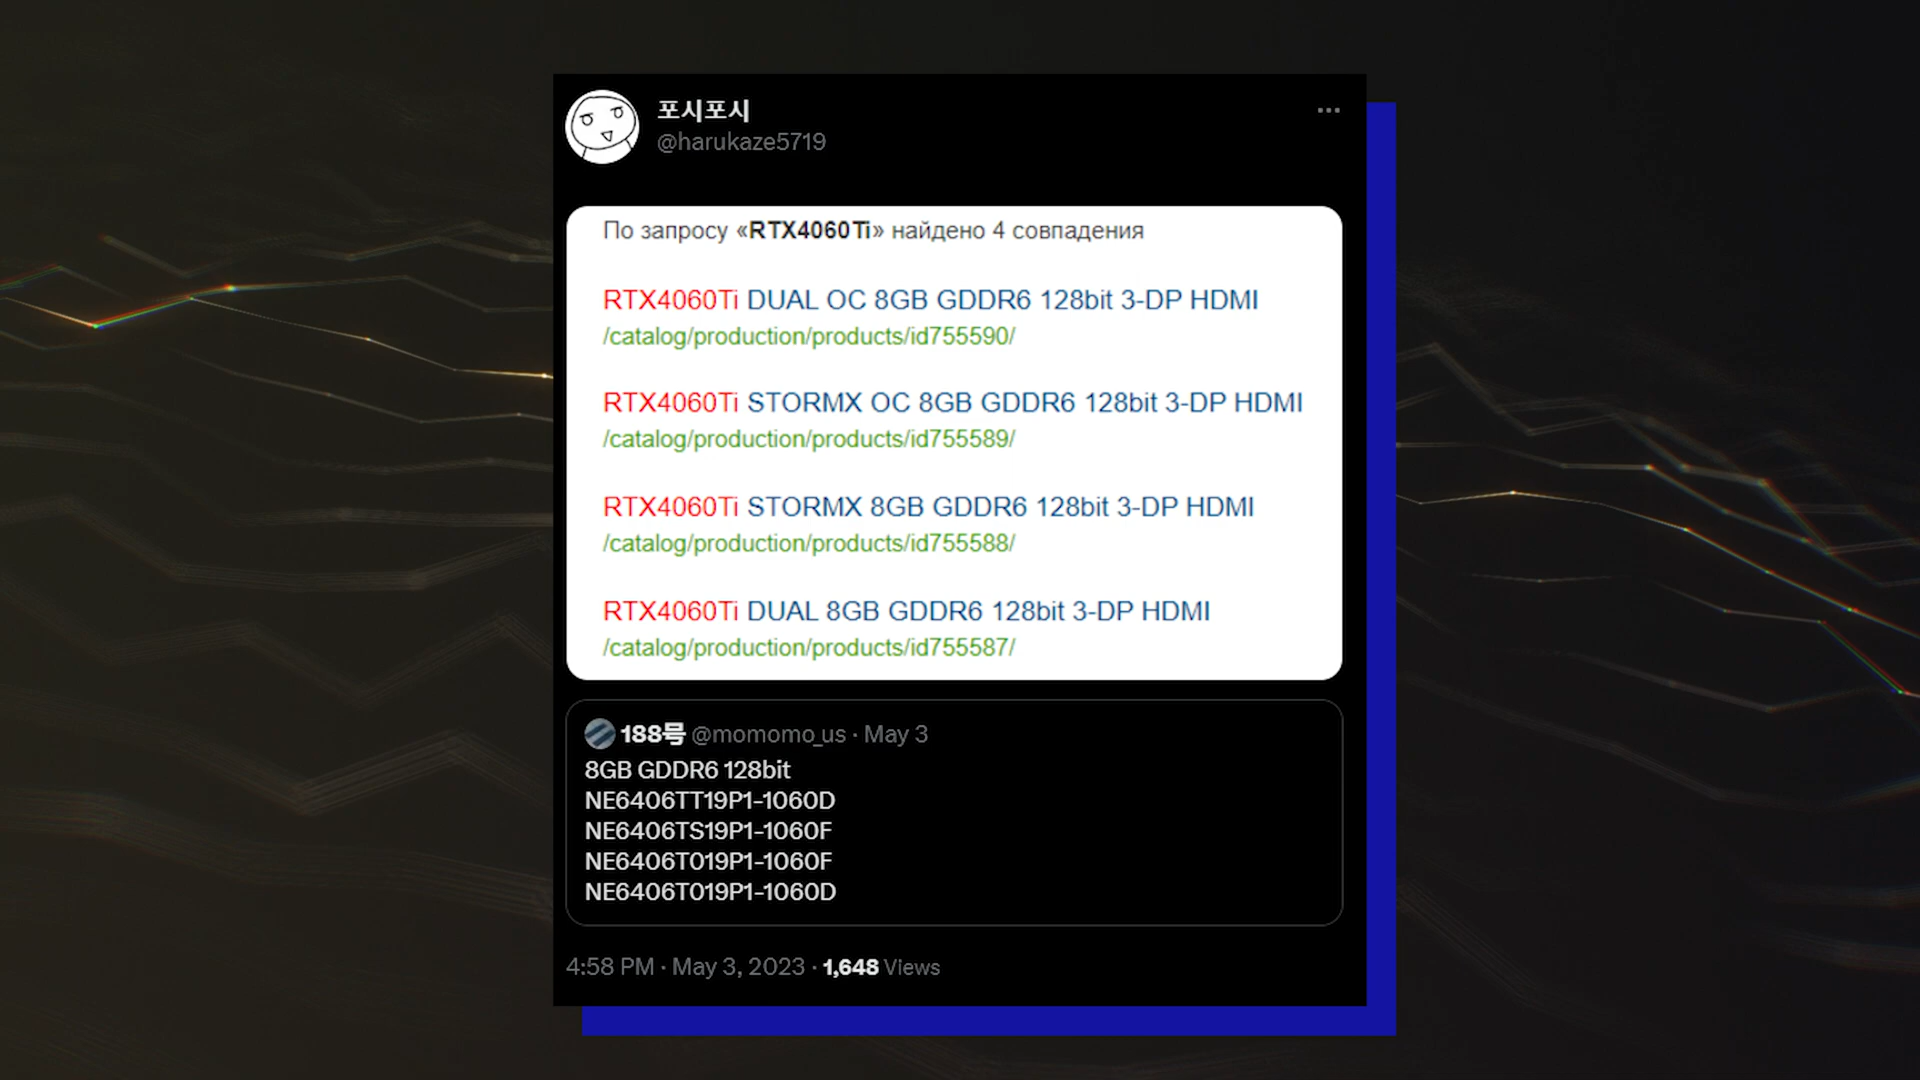 포시포시
@harukaze5719
По запросу «RTX4060Ti» найдено 4 совпадения
RTX4060Ti DUAL OC 8GB GDDR6 128bit 3-DP HDMI
/catalog/production/products/id755590/
RTX4060Ti STORMX OC 8GB GDDR6 128bit 3-DP HDMI
/catalog/production/products/id755589/
RTX4060Ti STORMX 8GB GDDR6 128bit 3-DP HDMI
/catalog/production/products/id755588/
RTX4060Ti DUAL 8GB GDDR6 128bit 3-DP HDMI
/catalog/production/products/id755587/
188号 @momomo_us · May 3
8GB GDDR6 128bit
NE6406TT19P1-1060D
NE6406TS19P1-1060F
NE6406T019P1-1060F
NE6406T019P1-1060D
4:58 PM · May 3, 2023 · 1,648 Views